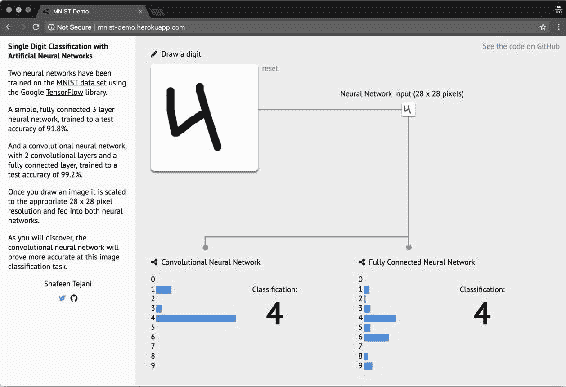 MNIST Demo
Not Secure | mnist-demo.herokuapp.com
Single Digit Classification with
Artificial Neural Networks
Two neural networks have been
trained on the MNIST data set using
the Google TensorFlow library.
A simple, fully connected 3 layer
neural network, trained to a test
accuracy of 91.8%.
And a convolutional neural network,
with 2 convolutional layers and a
fully connected layer, trained to a
test accuracy of 99.2%.
Once you draw an image it is scaled
to the appropriate 28 x 28 pixel
resolution and fed into both neural
networks.
As you will discover, the
convolutional neural network will
prove more accurate at this image
classification task.
Shafeen Tejani
See the code on GitHub
Draw a digit
reset
4
Neural Network input (28 x 28 pixels)
4
Convolutional Neural Network
0
1
2
3
4
5
6
7
8
9
Classification:
4
Fully Connected Neural Network
0
1
2
3
4
5
6
7
8
9
Classification:
4